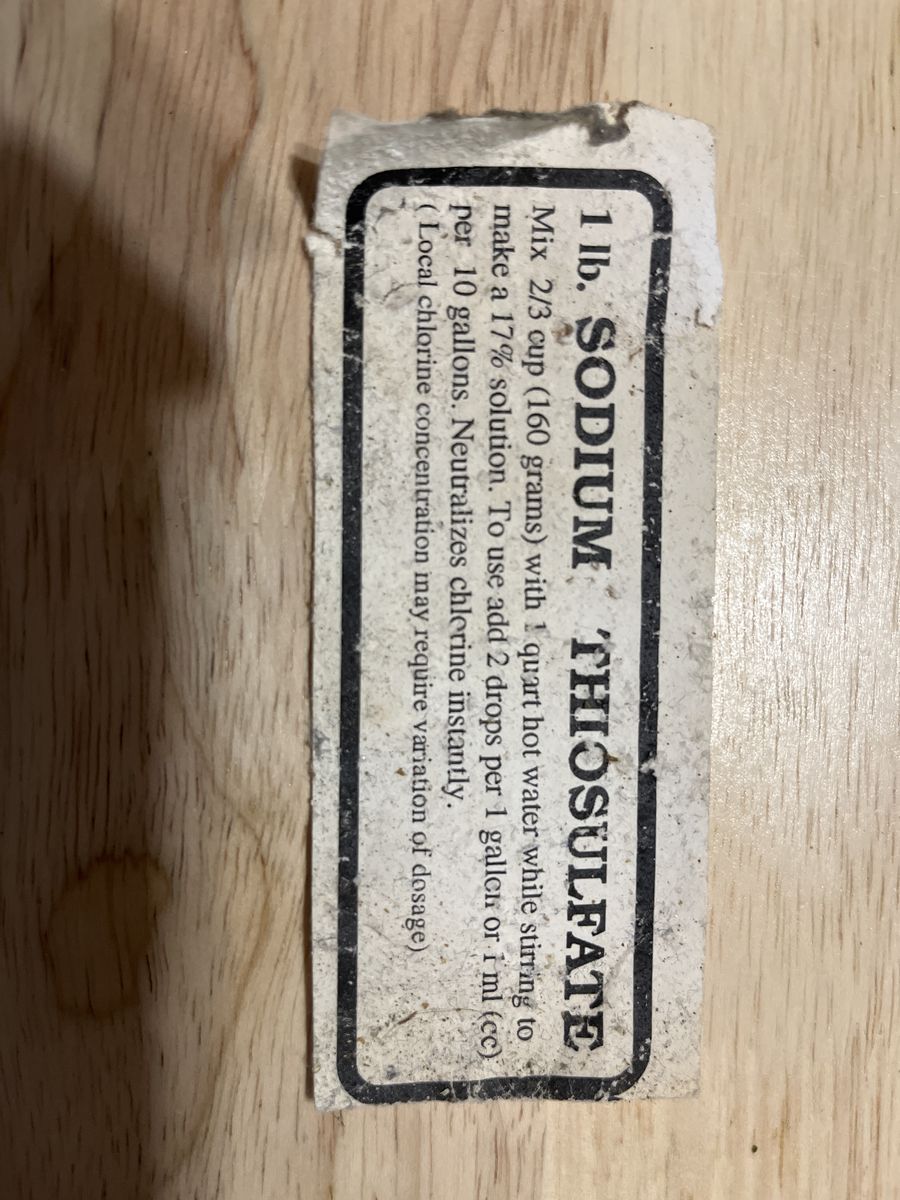 1 lb. SODIUM THIOSULFATE
Mix 2/3 cup (160 grams) with 1 quart hot water while stirring to
make a 17% solution. To use add 2 drops per 1 gallon or 1 ml (cc)
per 10 gallons. Neutralizes chlorine instantly.
( Local chlorine concentration may require variation of dosage)